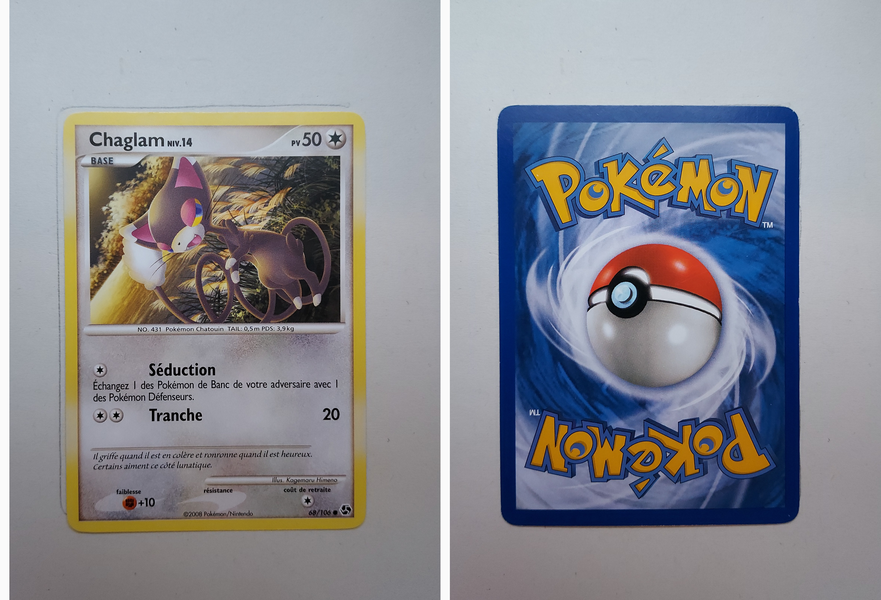 Chaglam NIV.14
PV 50
BASE
NO. 431 Pokémon Chatouin TAIL: 0,5 m PDS: 3,9 kg
Séduction
Échangez 1 des Pokémon de Banc de votre adversaire avec 1
des Pokémon Défenseurs.
Tranche 20
Il griffe quand il est en colère et ronronne quand il est heureux.
Certains aiment ce côté lunatique.
Illus. Kagemaru Himeno
faiblesse résistance coût de retraite
+10
©2008 Pokémon/Nintendo
68/106
POKéMON
TM
POKéMON
TM